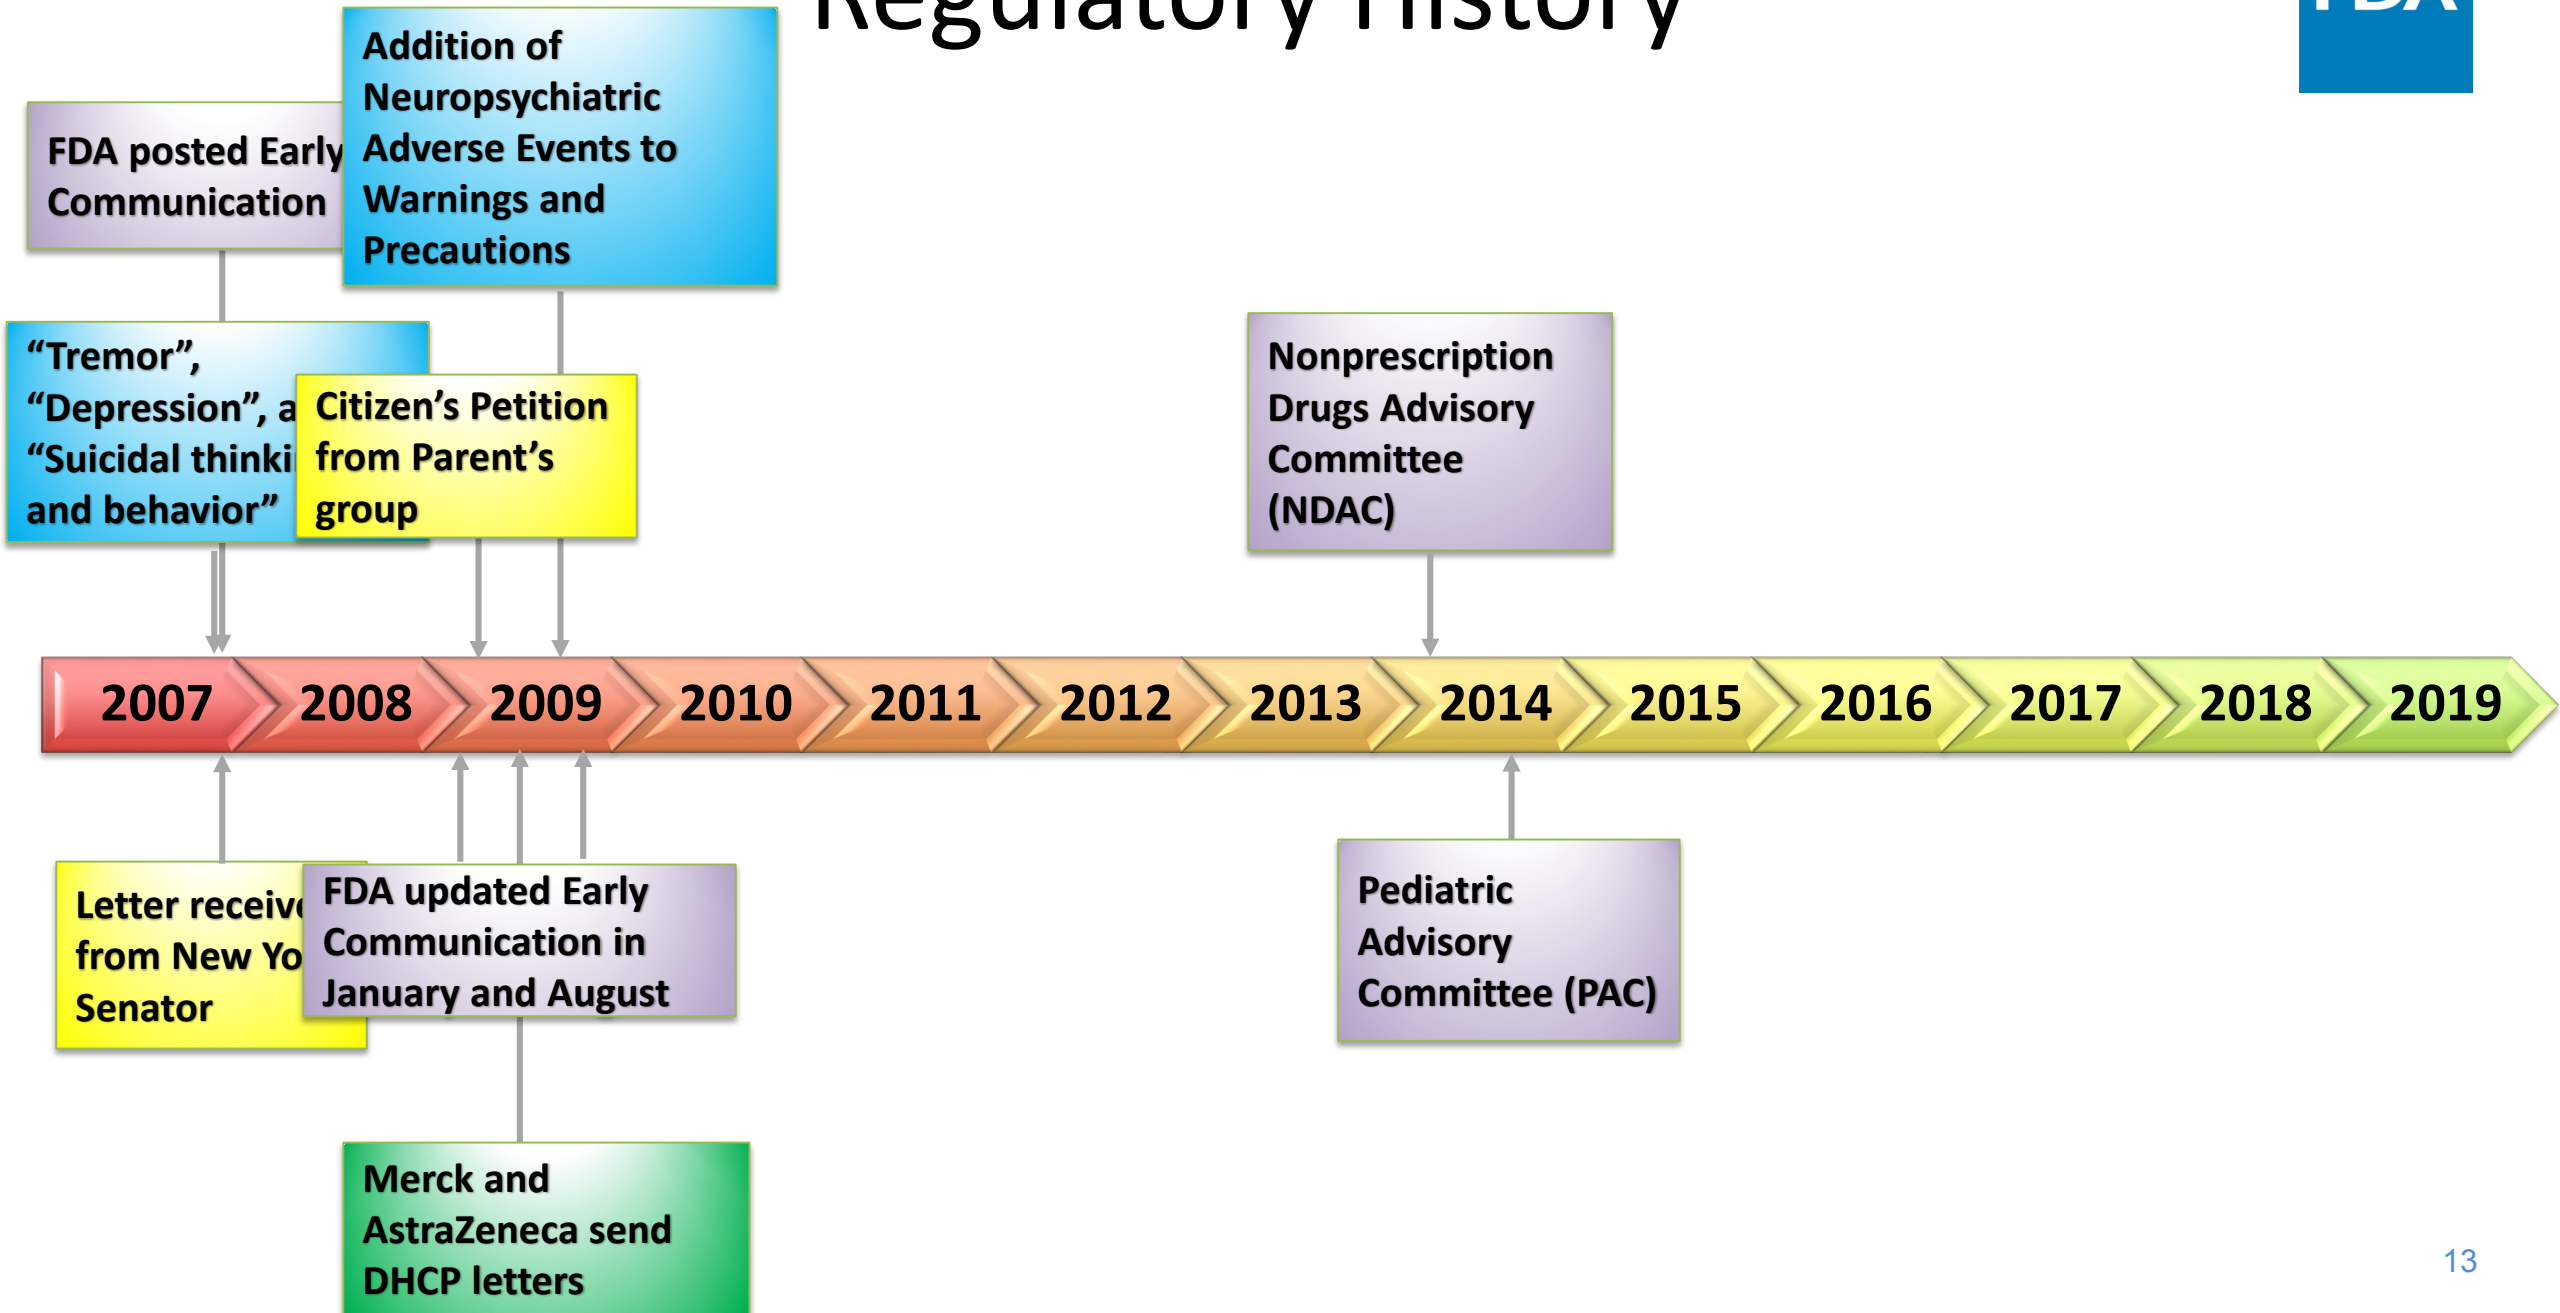 Regulatory History
FDA
Addition of
Neuropsychiatric
Adverse Events to
Warnings and
Precautions
FDA posted Early
Communication
“Tremor”,
“Depression”, a
“Suicidal thinki
and behavior”
Citizen’s Petition
from Parent’s
group
Nonprescription
Drugs Advisory
Committee
(NDAC)
2007 2008 2009 2010 2011 2012 2013 2014 2015 2016 2017 2018 2019
Letter receive
from New Yo
Senator
FDA updated Early
Communication in
January and August
Pediatric
Advisory
Committee (PAC)
Merck and
AstraZeneca send
DHCP letters
13